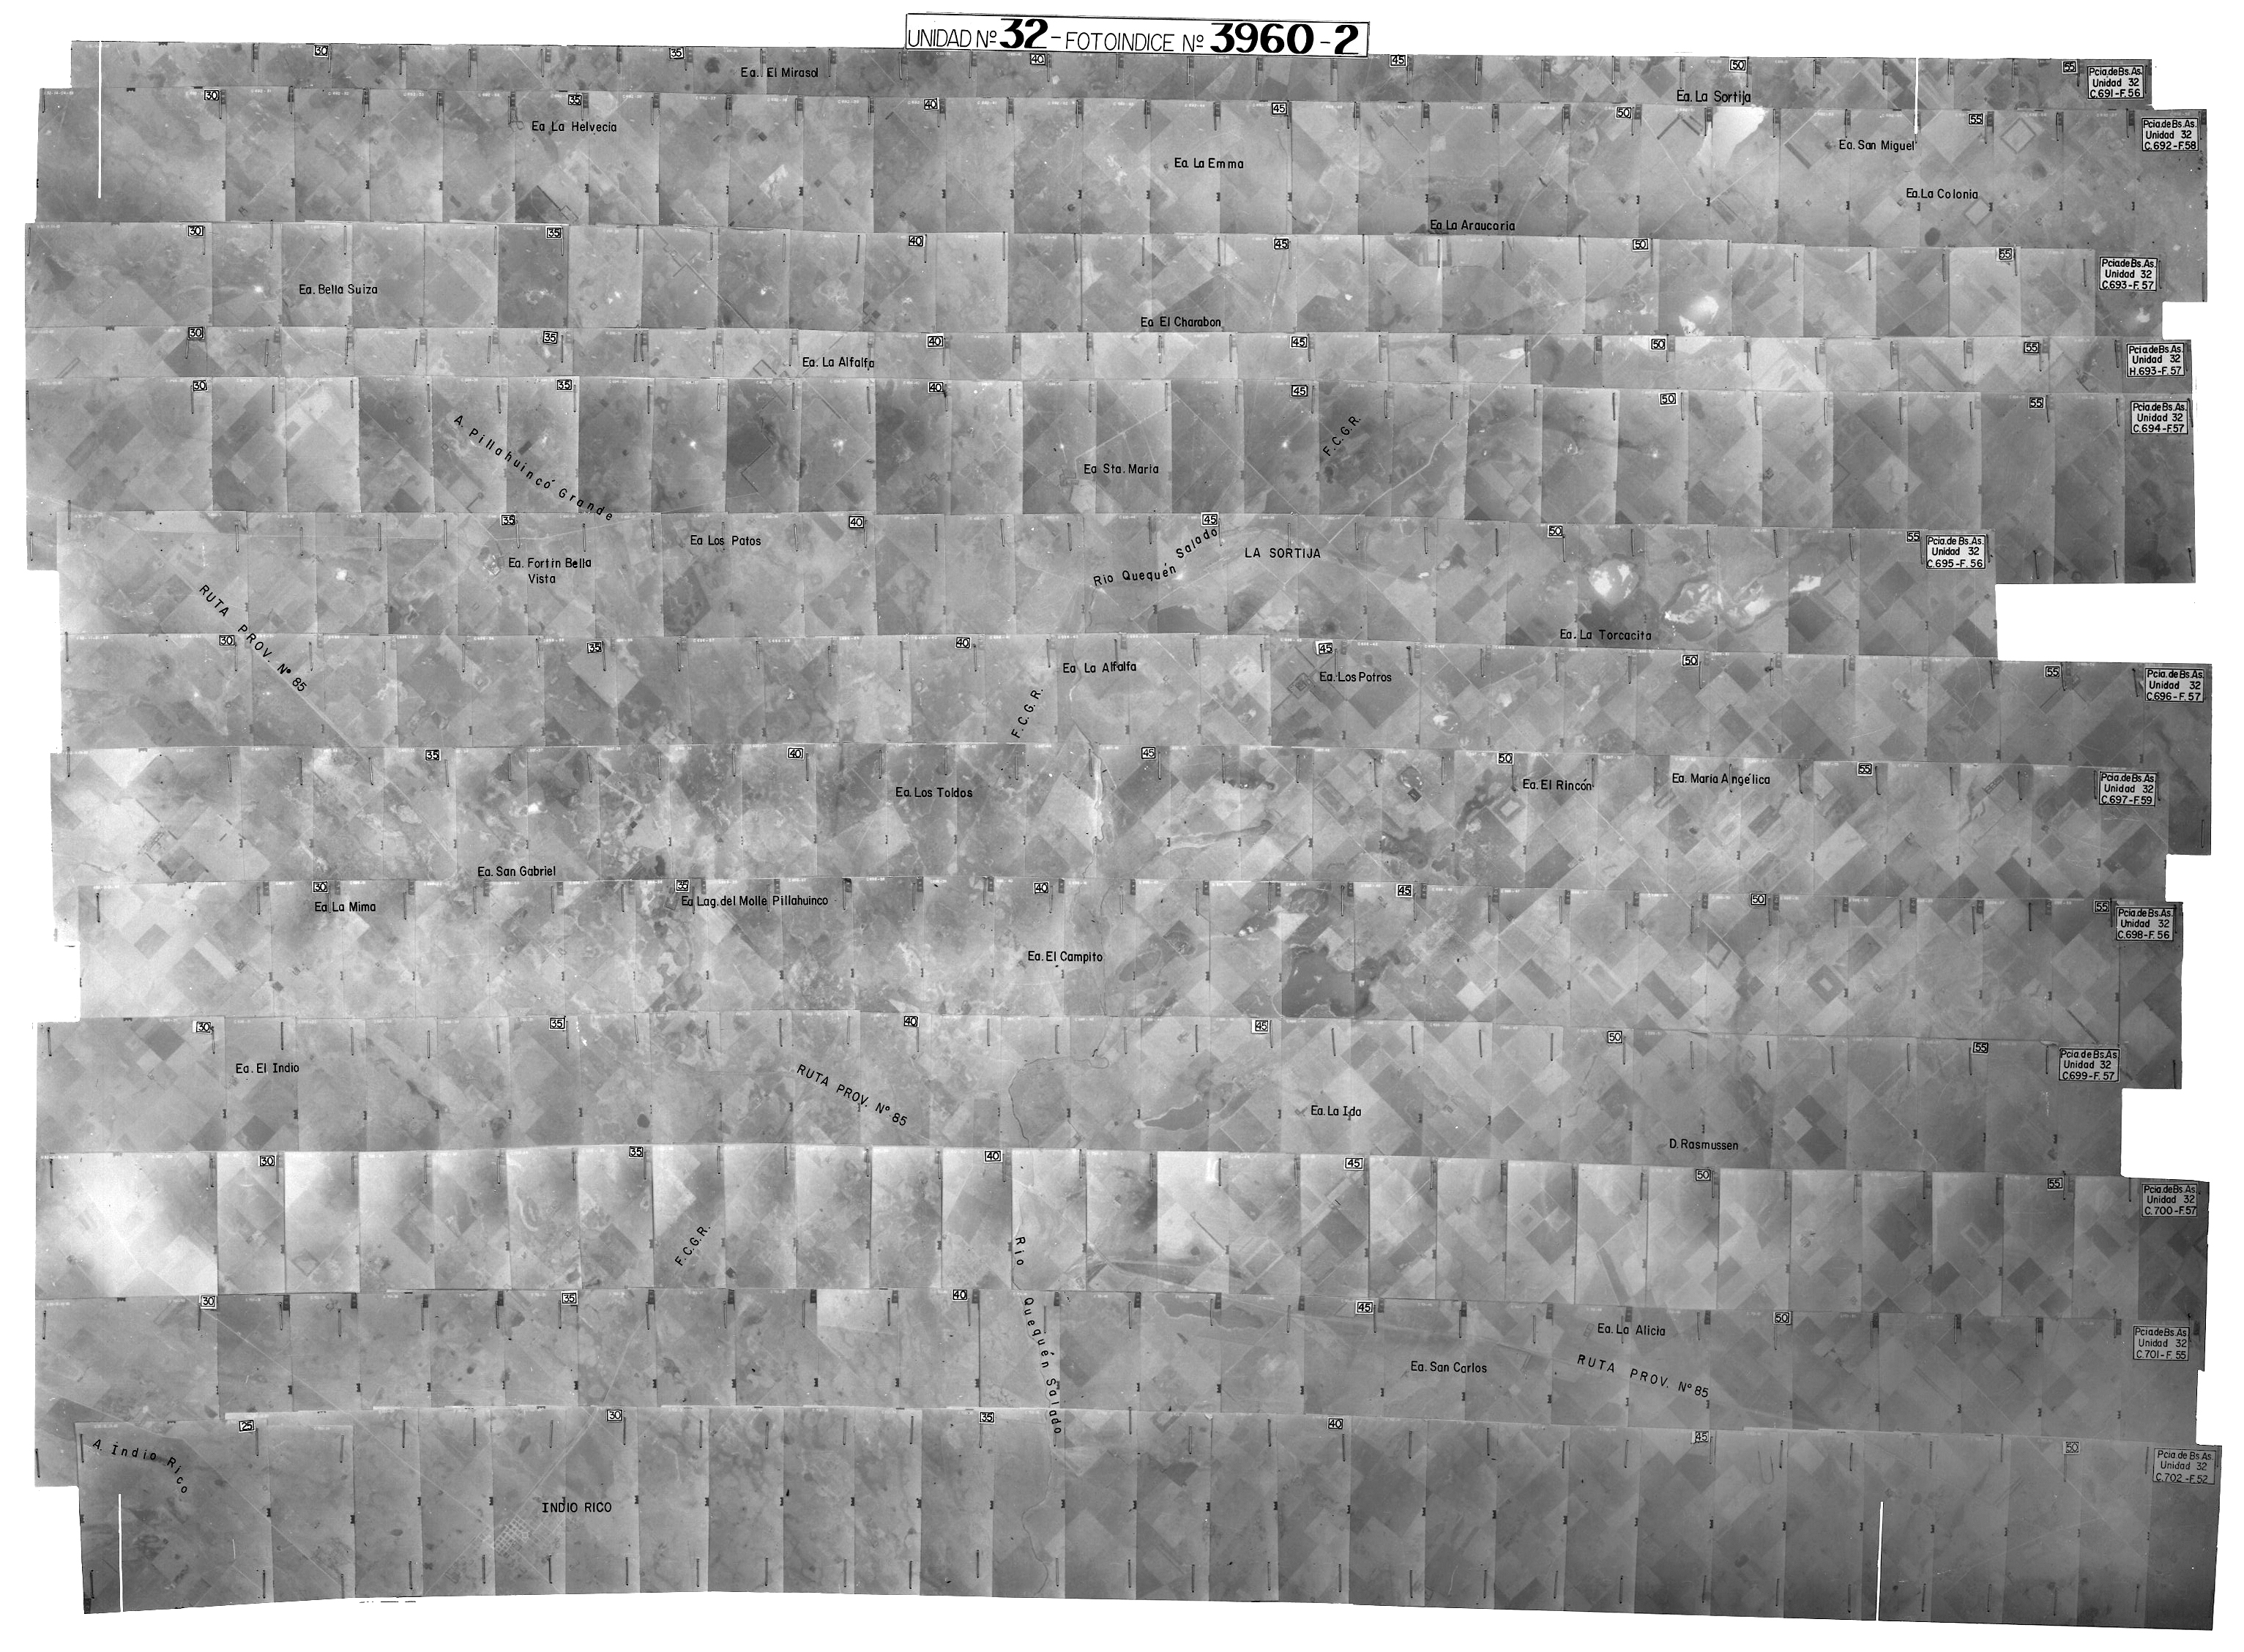 UNIDAD Nº 32 - FOTOINDICE Nº 3960-2
30 35 40 45 50 55
Ea. El Mirasol
Ea. La Sortija
Pcia.de Bs.As.
Unidad 32
C.691-F.56
30 35 40 45 50 55
Ea La Helvecia
Ea. La Emma
Ea. San Miguel
Ea.La Colonia
Ea La Araucaria
Pcia.de Bs.As.
Unidad 32
C.692-F.58
30 35 40 45 50 55
Ea. Bella Suiza
Ea El Charabon
Pcia.de Bs.As.
Unidad 32
C.693-F.57
30 35 40 45 50 55
Ea. La Alfalfa
Pcia.de Bs.As.
Unidad 32
H.693-F.57
30 35 40 45 50 55
A. Pillahuincó Grande
F.C.G.R.
Ea Sta. Maria
Pcia.de Bs.As.
Unidad 32
C.694-F.57
35 40 45 50 55
Ea Los Patos
Ea. Fortin Bella
Vista
Rio Quequén Salado
LA SORTIJA
Ea. La Torcacita
Pcia.de Bs.As.
Unidad 32
C.695-F.56
RUTA PROV. Nº 85
30 35 40 45 50 55
Ea La Alfalfa
Ea. Los Potros
F.C.G.R.
Pcia.de Bs.As.
Unidad 32
C.696-F.57
35 40 45 50 55
Ea. Los Toldos
Ea. El Rincón
Ea. Maria Angélica
Ea. San Gabriel
Pcia.de Bs.As.
Unidad 32
C.697-F.59
30 35 40 45 50 55
Ea La Mima
Ea Lag.del Molle Pillahuinco
Ea.El Campito
Pcia.de Bs.As.
Unidad 32
C.698-F.56
30 35 40 45 50 55
Ea. El Indio
RUTA PROV. Nº 85
Ea.La Ida
D.Rasmussen
Pcia.de Bs.As.
Unidad 32
C.699-F.57
30 35 40 45 50 55
F.C.G.R.
Rio Quequén Salado
Pcia.de Bs.As.
Unidad 32
C.700-F.57
30 35 40 45 50
Ea. La Alicia
Ea. San Carlos
RUTA PROV. Nº 85
Pcia.de Bs.As.
Unidad 32
C.701-F.55
25 30 35 40 45 50
A. Indio Rico
INDIO RICO
Pcia.de Bs.As.
Unidad 32
C.702-F.52